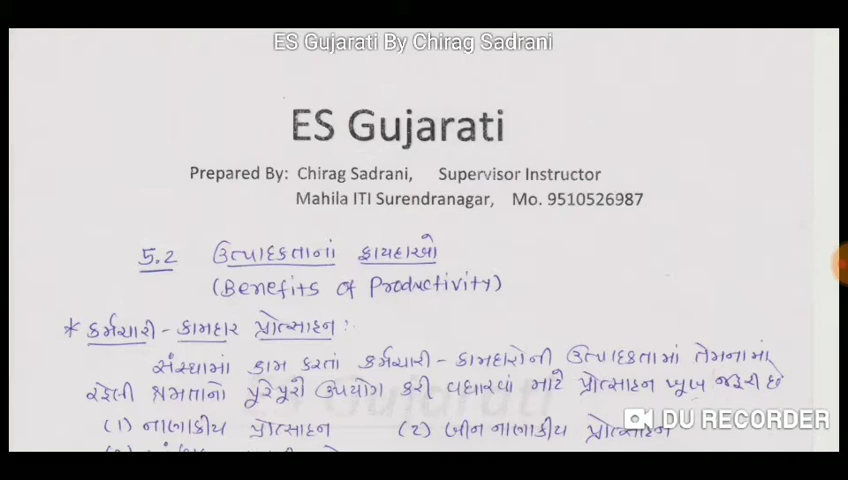 ES Gujarati By Chirag Sadrani
ES Gujarati
Prepared By: Chirag Sadrani, Supervisor Instructor
Mahila ITI Surendranagar, Mo. 9510526987
5.2 ઉત્પાદકતાનાં ફાયદાઓ
(Benefits of Productivity)
* કર્મચારી - કામદાર પ્રોત્સાહન :
સંસ્થામાં કામ કરતાં કર્મચારી - કામદારોની ઉત્પાદકતામાં તેમનામાં
રહેલી ક્ષમતાનો પૂરેપૂરો ઉપયોગ કરી વધારવા માટે પ્રોત્સાહન ખૂબ જરૂરી છે
DU RECORDER
(1) નાણાકીય પ્રોત્સાહન (2) બીન નાણાકીય પ્રોત્સાહન